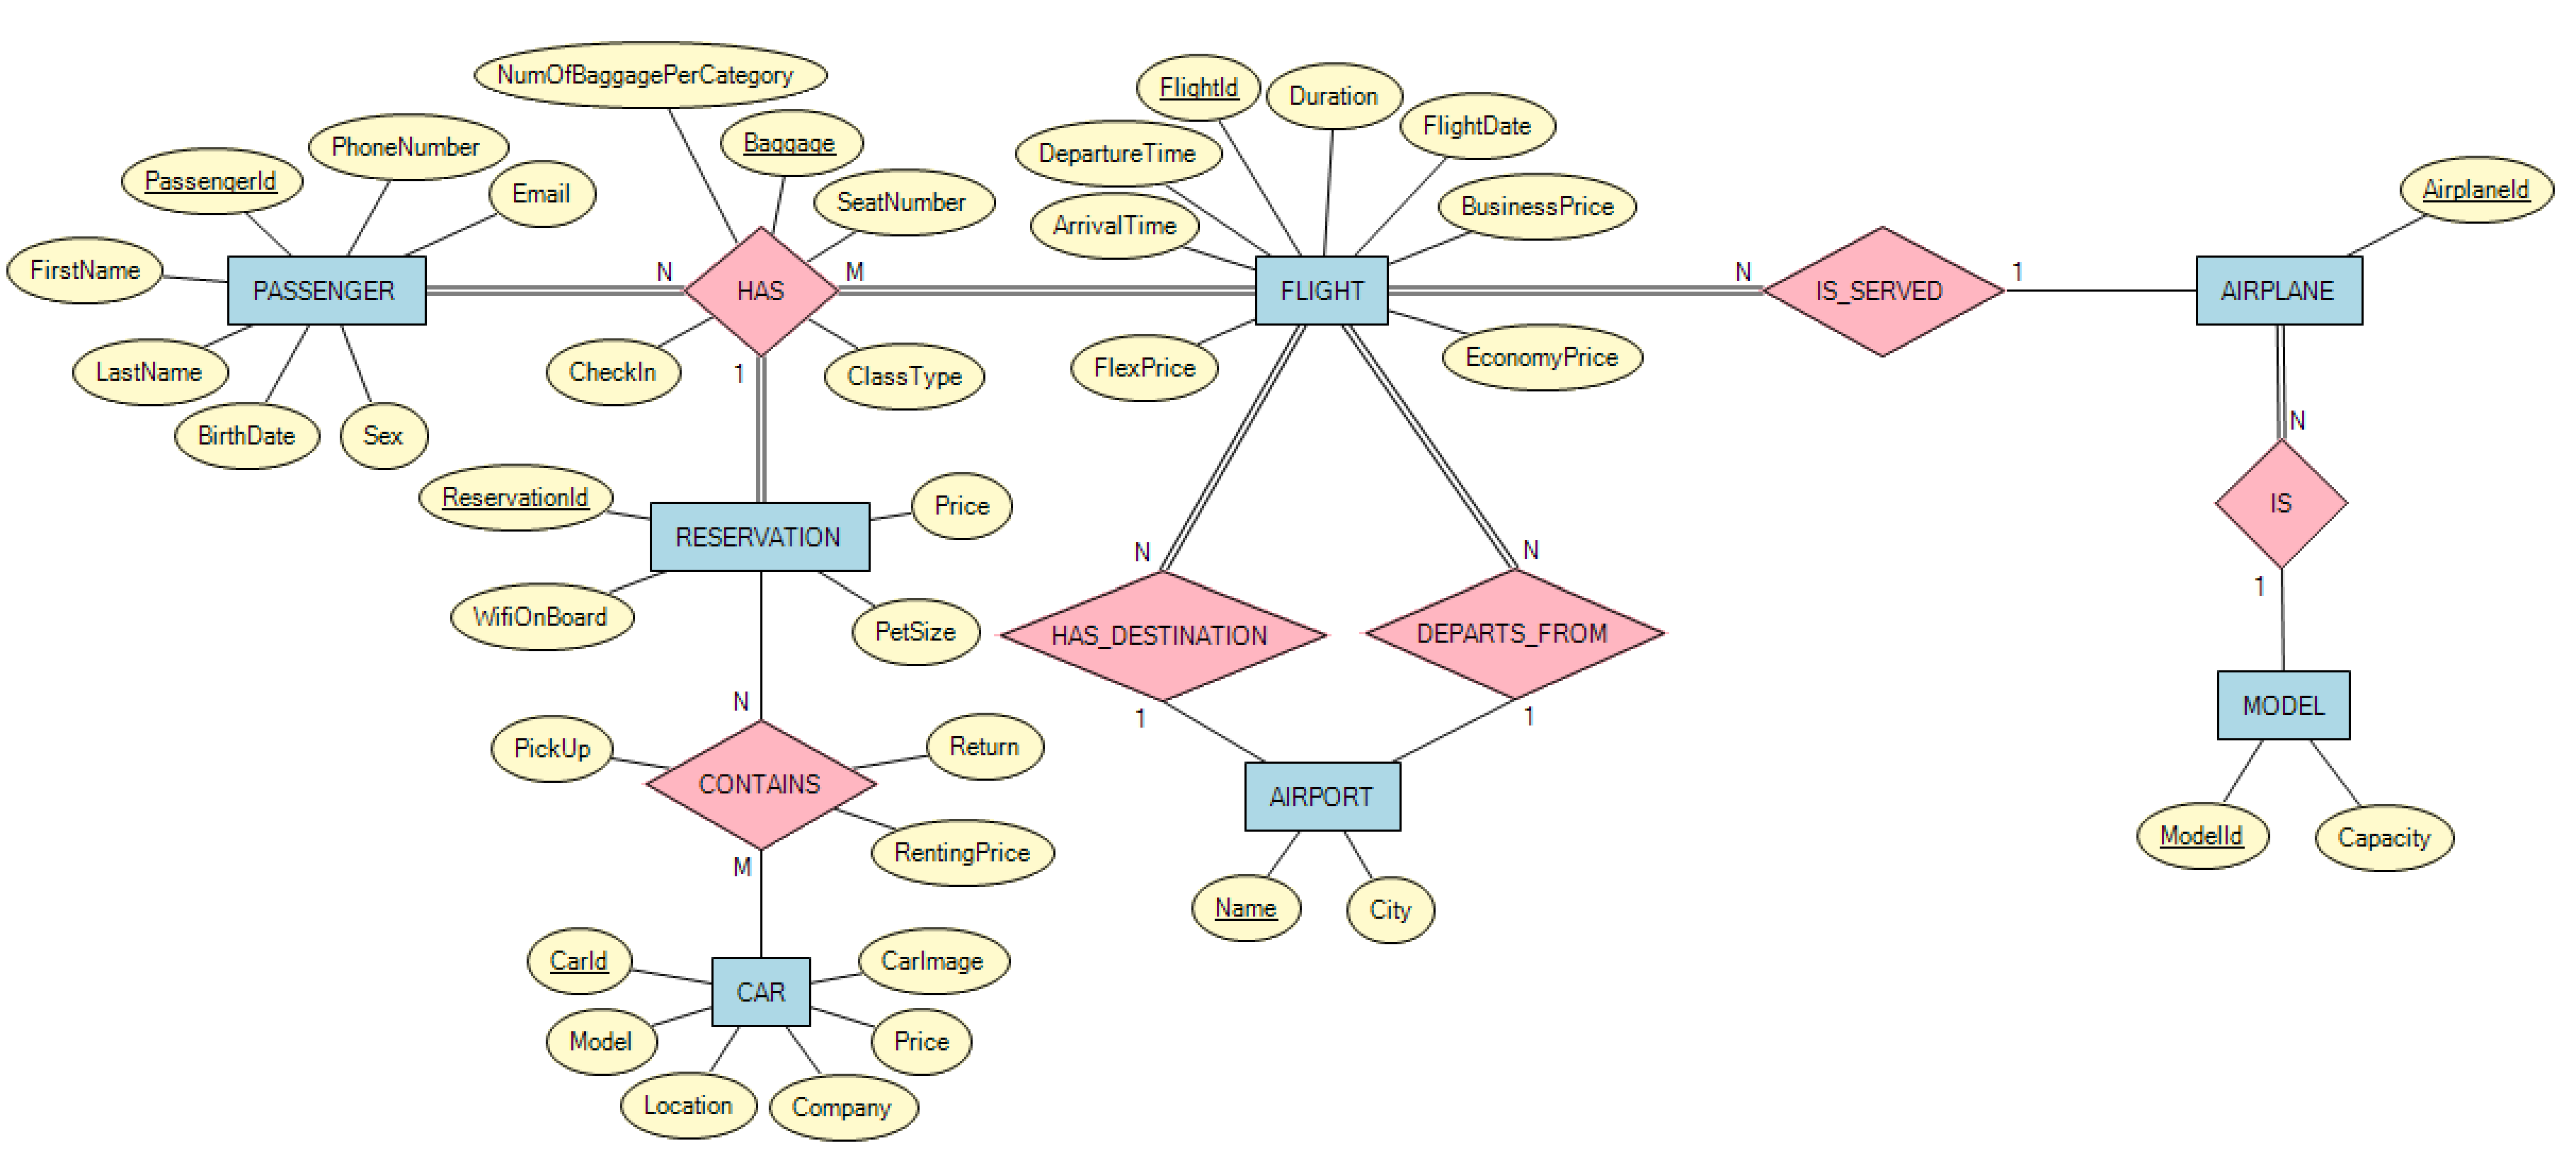 NumOfBaggagePerCategory
FlightId
Duration
FlightDate
PhoneNumber
Baggage
DepartureTime
PassengerId
Email
SeatNumber
BusinessPrice
AirplaneId
ArrivalTime
FirstName
PASSENGER
N
HAS
M
FLIGHT
N
IS_SERVED
1
AIRPLANE
LastName
CheckIn
1
ClassType
FlexPrice
EconomyPrice
BirthDate
Sex
N
ReservationId
Price
IS
RESERVATION
N
N
1
WifiOnBoard
PetSize
HAS_DESTINATION
DEPARTS_FROM
N
1
1
MODEL
PickUp
Return
CONTAINS
AIRPORT
RentingPrice
M
ModelId
Capacity
Name
City
CarId
CarImage
CAR
Model
Price
Location
Company